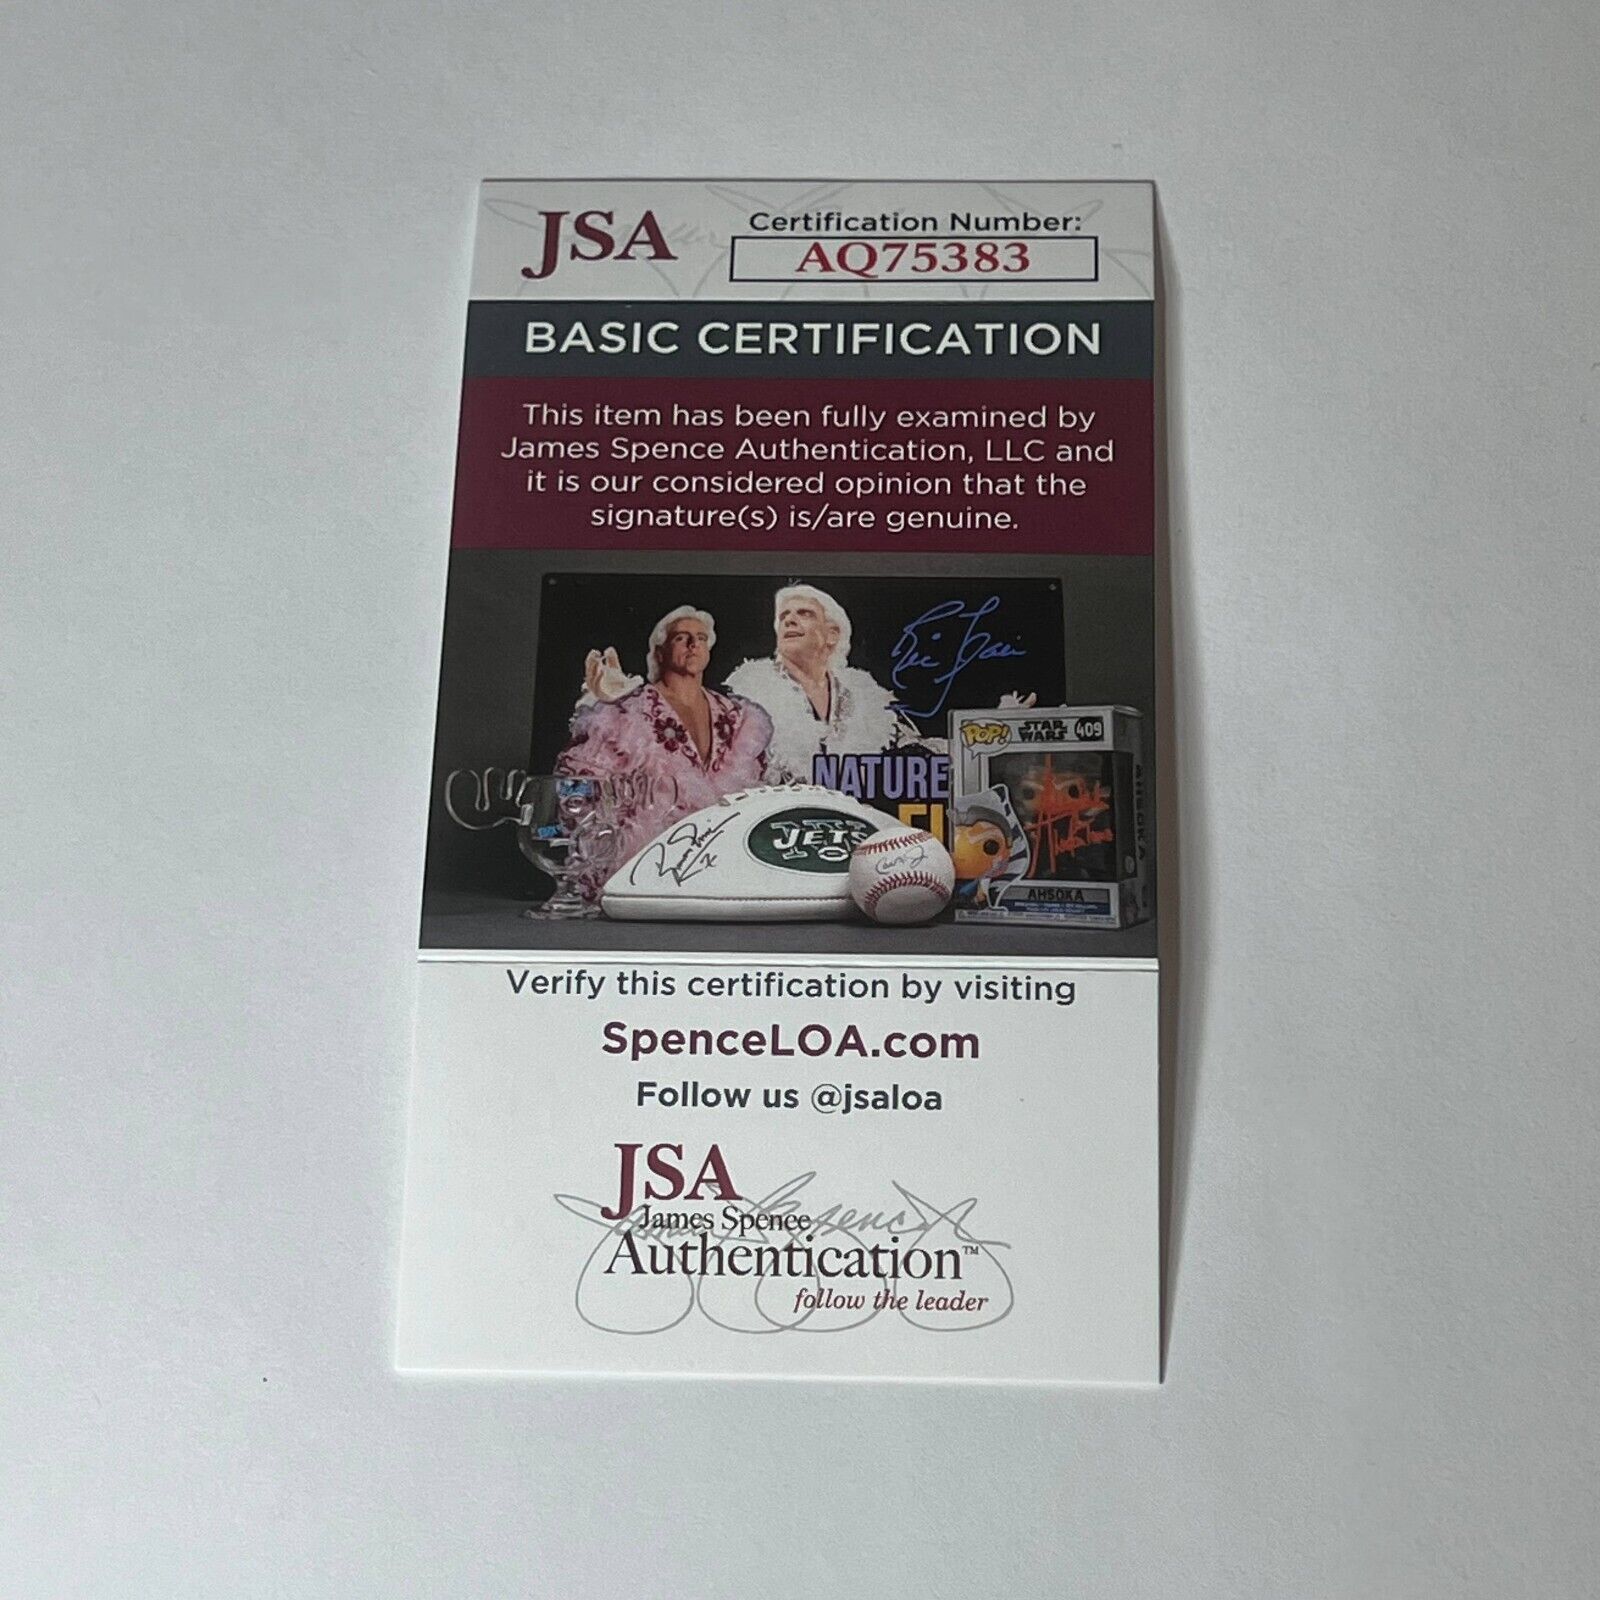 JSA
Certification Number:
AQ75383
BASIC CERTIFICATION
This item has been fully examined by
James Spence Authentication, LLC and
it is our considered opinion that the
signature(s) is/are genuine.
POP!
STAR WARS
409
NATURE
JETS
AHSOKA
AHSOKA
Verify this certification by visiting
SpenceLOA.com
Follow us @jsaloa
JSA
James Spence
Authentication™
follow the leader